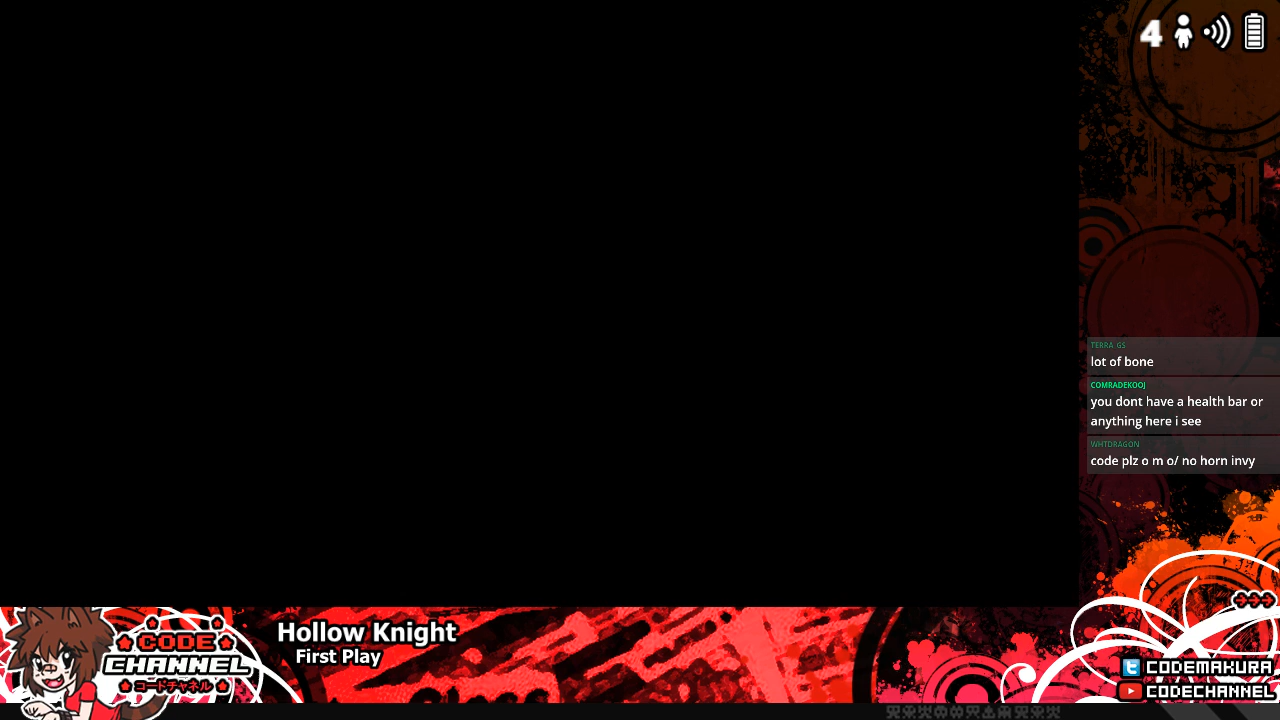 4
TERRA GS
lot of bone
COMRADEKOOJ
you dont have a health bar or
anything here i see
WHTDRAGON
code plz o m o/ no horn invy
Hollow Knight
First Play
CODE
CHANNEL
コードチャネル
CODEMAKURA
CODECHANNEL